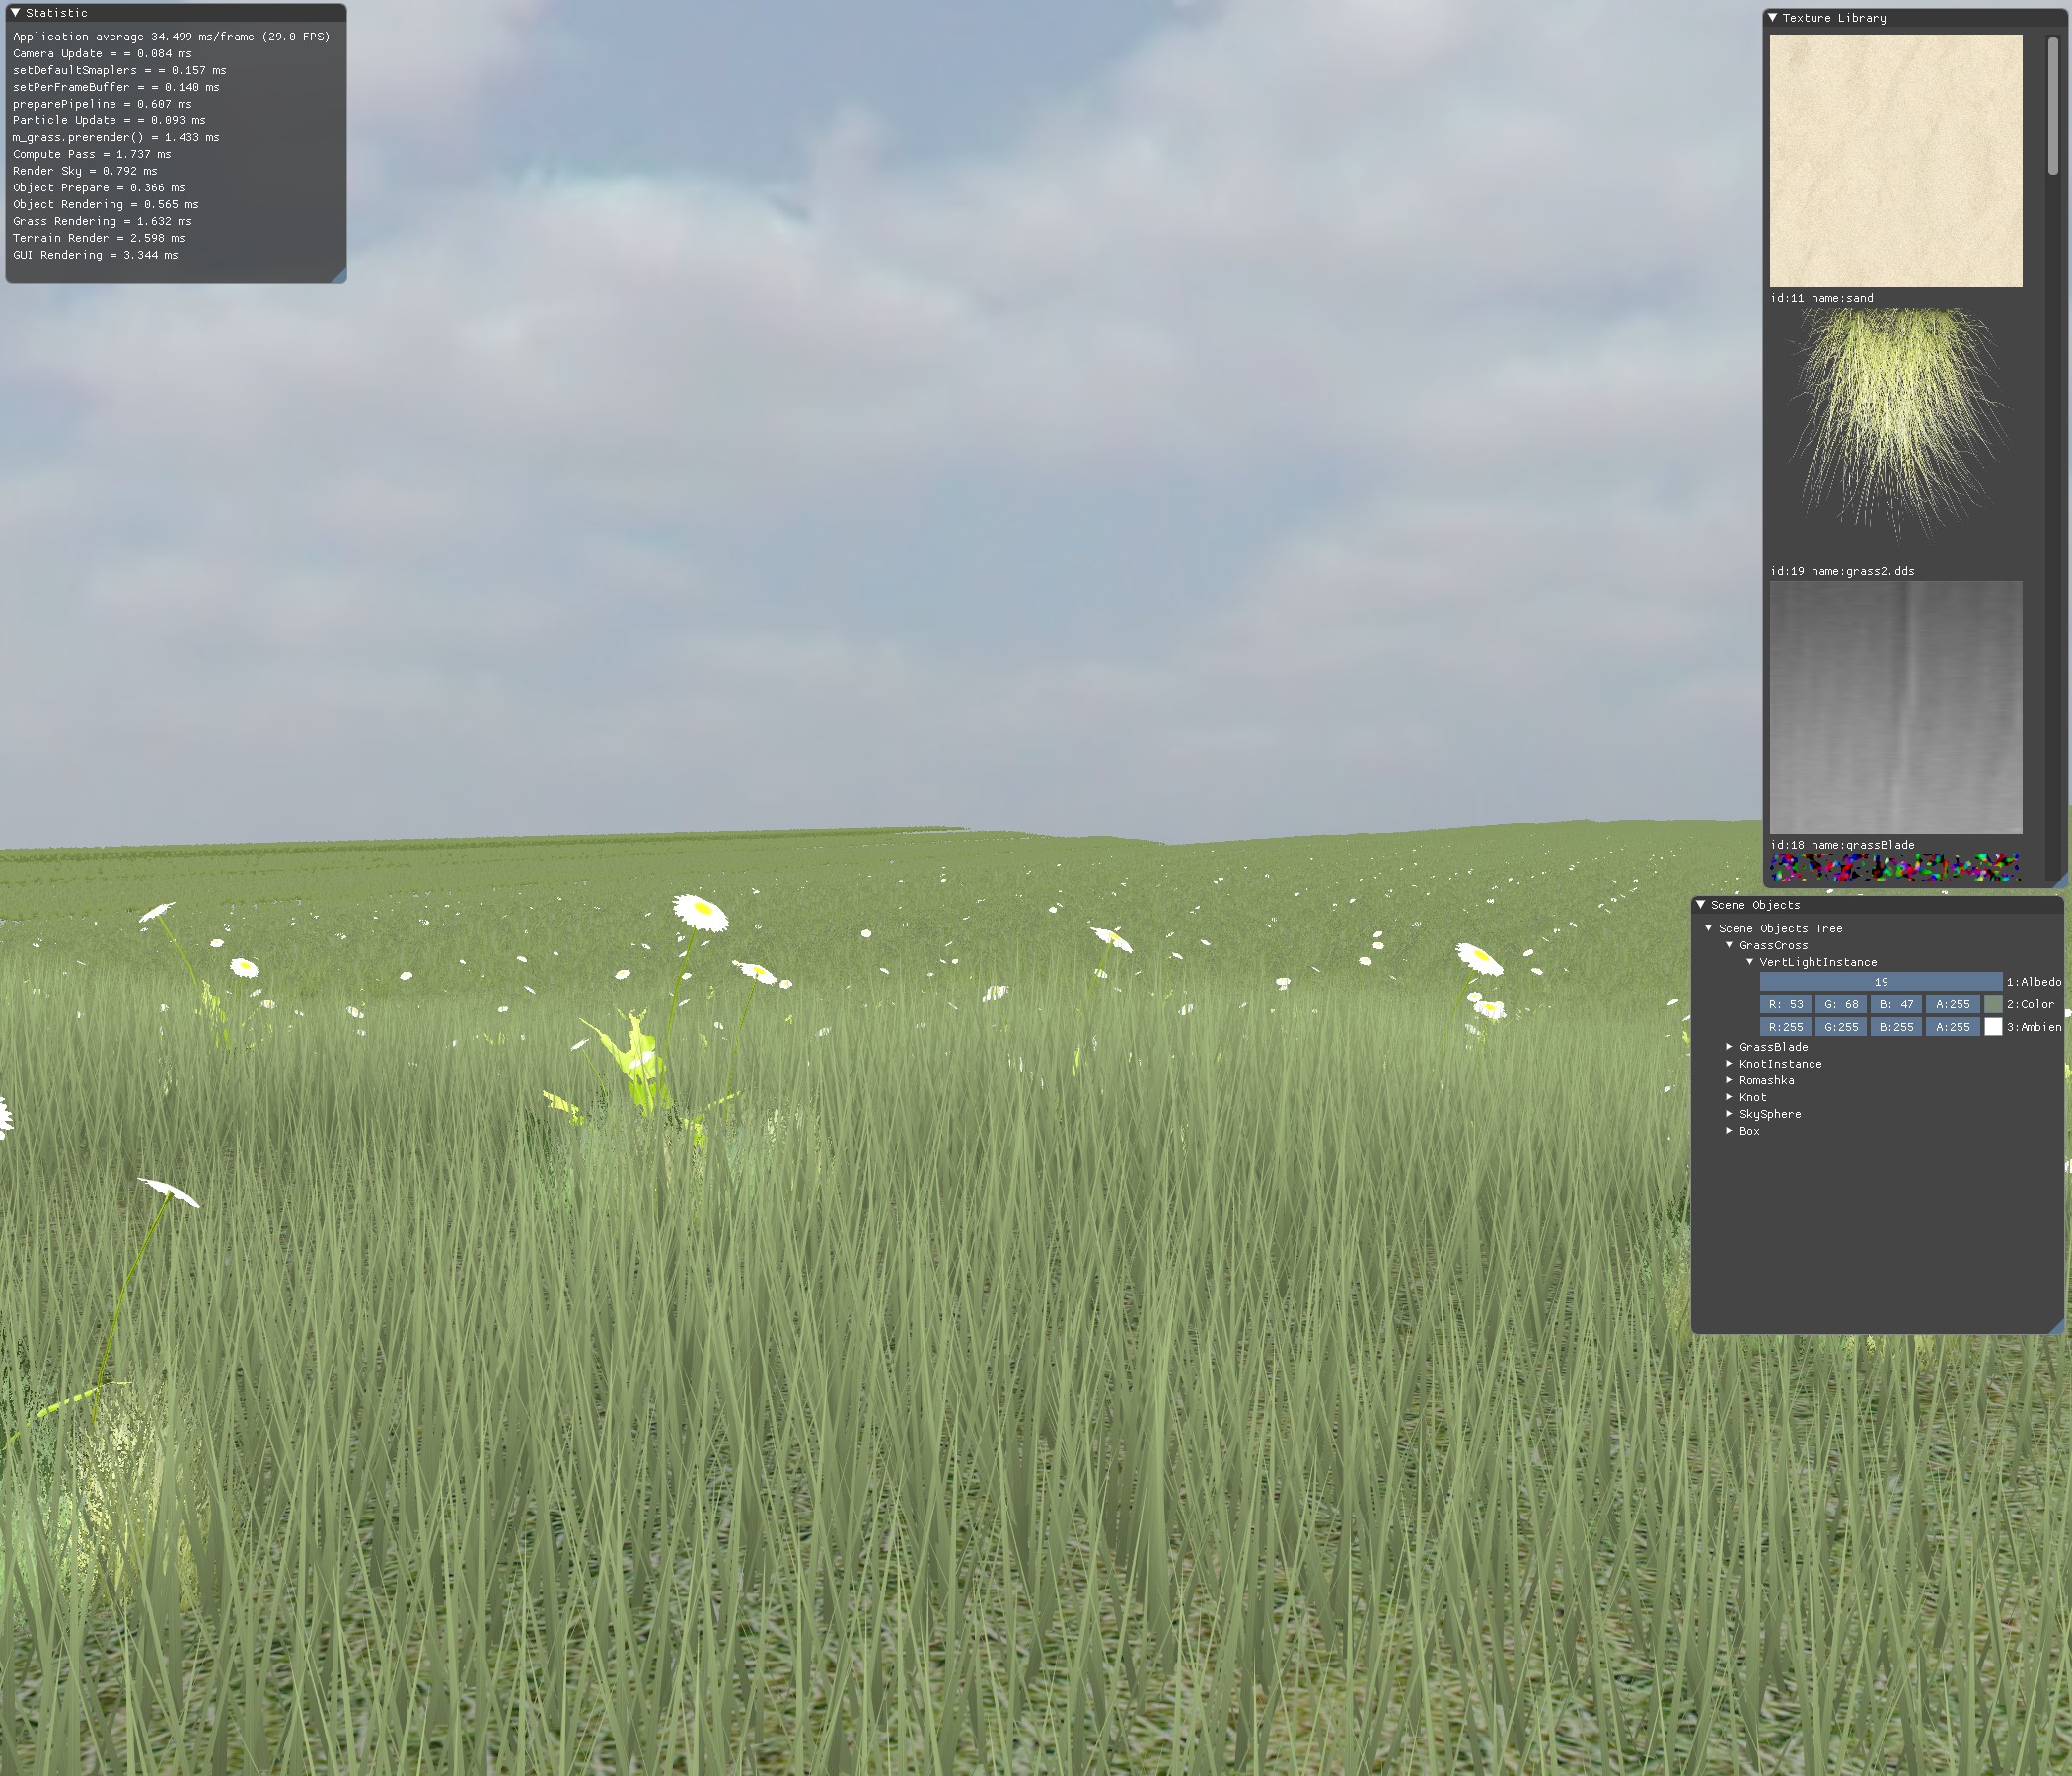 Statistic
Application average 34.499 ms/frame (29.0 FPS)
Camera Update = = 0.084 ms
setDefaultSmaplers = = 0.157 ms
setPerFrameBuffer = = 0.140 ms
preparePipeline = 0.607 ms
Particle Update = = 0.093 ms
m_grass.prerender() = 1.433 ms
Compute Pass = 1.737 ms
Render Sky = 0.792 ms
Object Prepare = 0.366 ms
Object Rendering = 0.565 ms
Grass Rendering = 1.632 ms
Terrain Render = 2.598 ms
GUI Rendering = 3.344 ms
Texture Library
id:11 name:sand
id:19 name:grass2.dds
id:18 name:grassBlade
Scene Objects
Scene Objects Tree
GrassCross
VertLightInstance
19 1:Albedo
R: 53 G: 68 B: 47 A:255 2:Color
R:255 G:255 B:255 A:255 3:Ambien
GrassBlade
KnotInstance
Romashka
Knot
SkySphere
Box